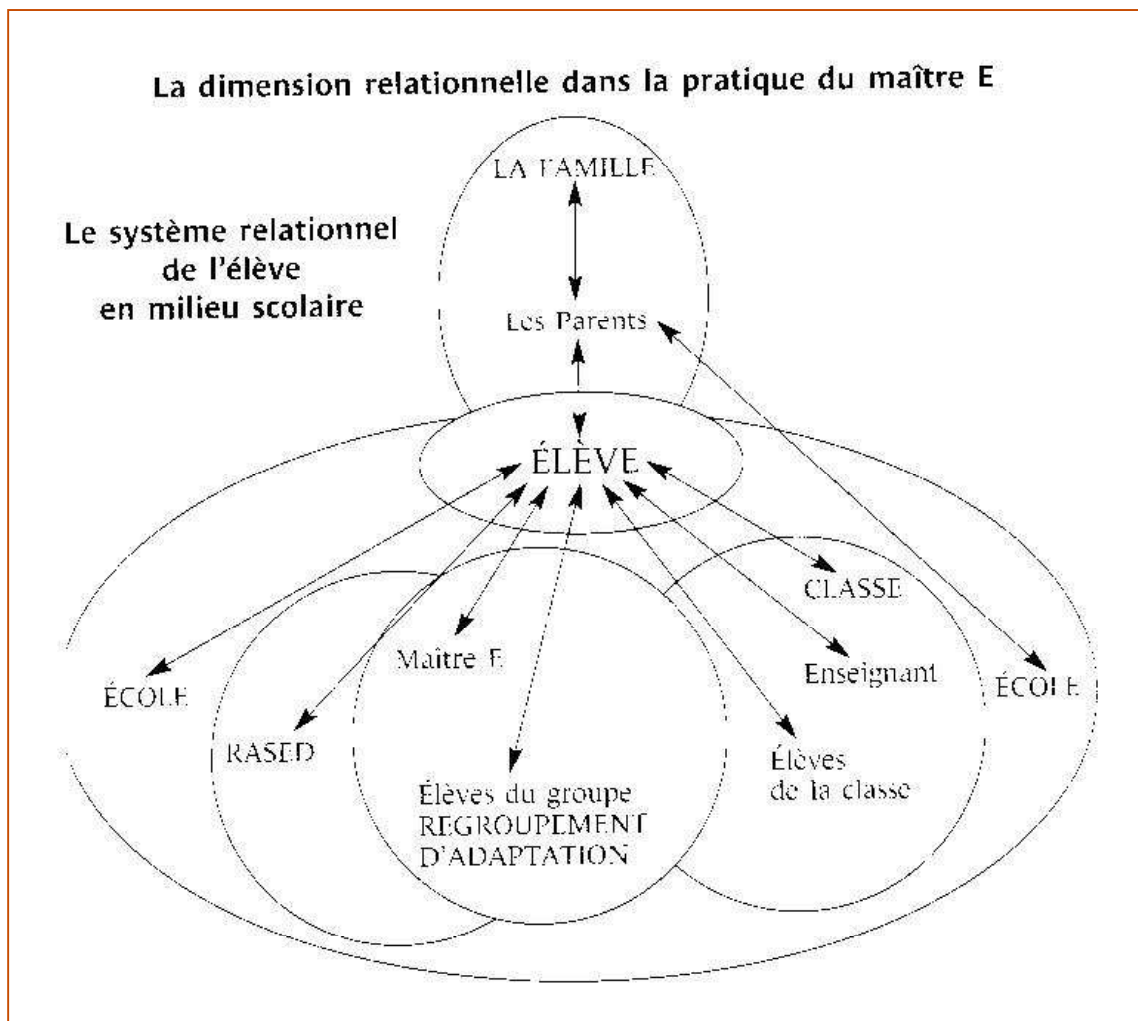 La dimension relationnelle dans la pratique du maître E
LA FAMILLE
Le système relationnel
de l'élève
en milieu scolaire
Les Parents
ÉLÈVE
CLASSE
Maître E
Enseignant
ÉCOLE
ÉCOLE
RASED
Élèves
de la classe
Élèves du groupe
REGROUPEMENT
D'ADAPTATION